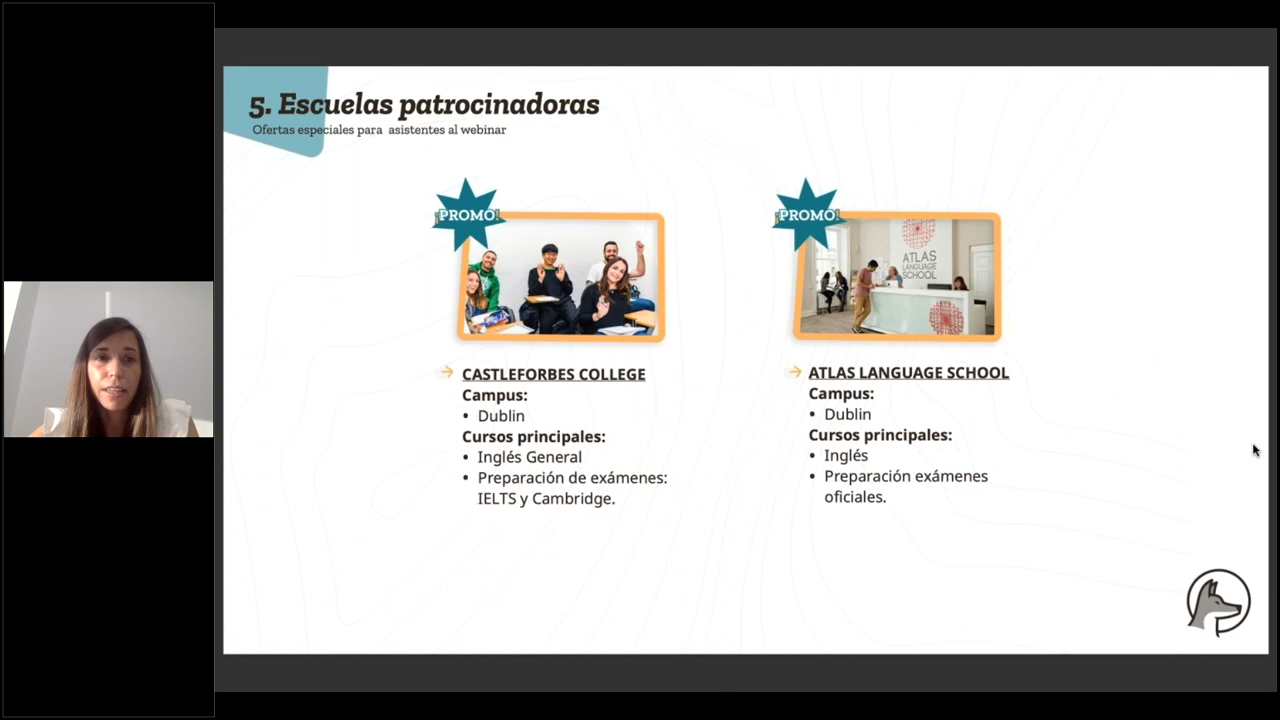 5. Escuelas patrocinadoras
Ofertas especiales para asistentes al webinar
¡PROMO!
¡PROMO!
ATLAS
LANGUAGE
SCHOOL
CASTLEFORBES COLLEGE
Campus:
• Dublin
Cursos principales:
• Inglés General
• Preparación de exámenes:
IELTS y Cambridge.
ATLAS LANGUAGE SCHOOL
Campus:
• Dublin
Cursos principales:
• Inglés
• Preparación exámenes
oficiales.